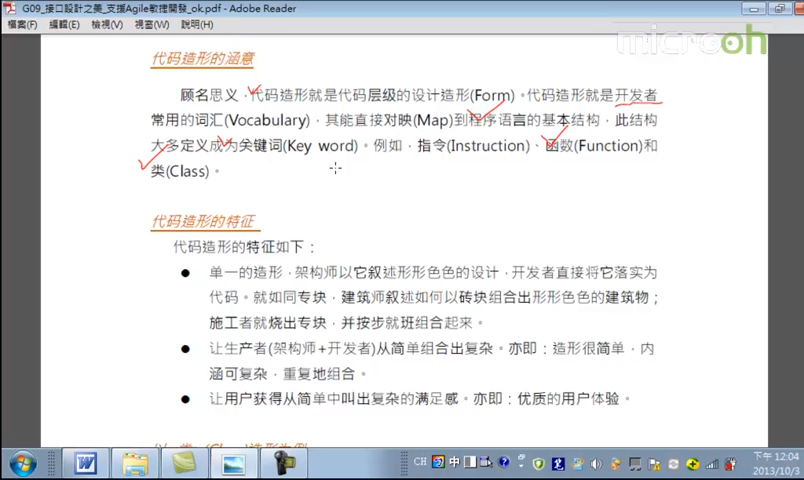 G09_接口設計之美_支援Agile敏捷開發_ok.pdf - Adobe Reader
檔案(F) 編輯(E) 檢視(V) 視窗(W) 說明(H)
microoh
代码造形的涵意
顾名思义，代码造形就是代码层级的设计造形(Form)。代码造形就是开发者
常用的词汇(Vocabulary)，其能直接对映(Map)到程序语言的基本结构，此结构
大多定义成为关键词(Key word)。例如，指令(Instruction)、函数(Function)和
类(Class)。
代码造形的特征
代码造形的特征如下：
● 单一的造形，架构师以它叙述形形色色的设计，开发者直接将它落实为
代码。就如同专块，建筑师叙述如何以砖块组合出形形色色的建筑物；
施工者就烧出专块，并按步就班组合起来。
● 让生产者(架构师+开发者)从简单组合出复杂。亦即：造形很简单，内
涵可复杂，重复地组合。
● 让用户获得从简单中叫出复杂的满足感。亦即：优质的用户体验。
CH 中
下午 12:04
2013/10/3